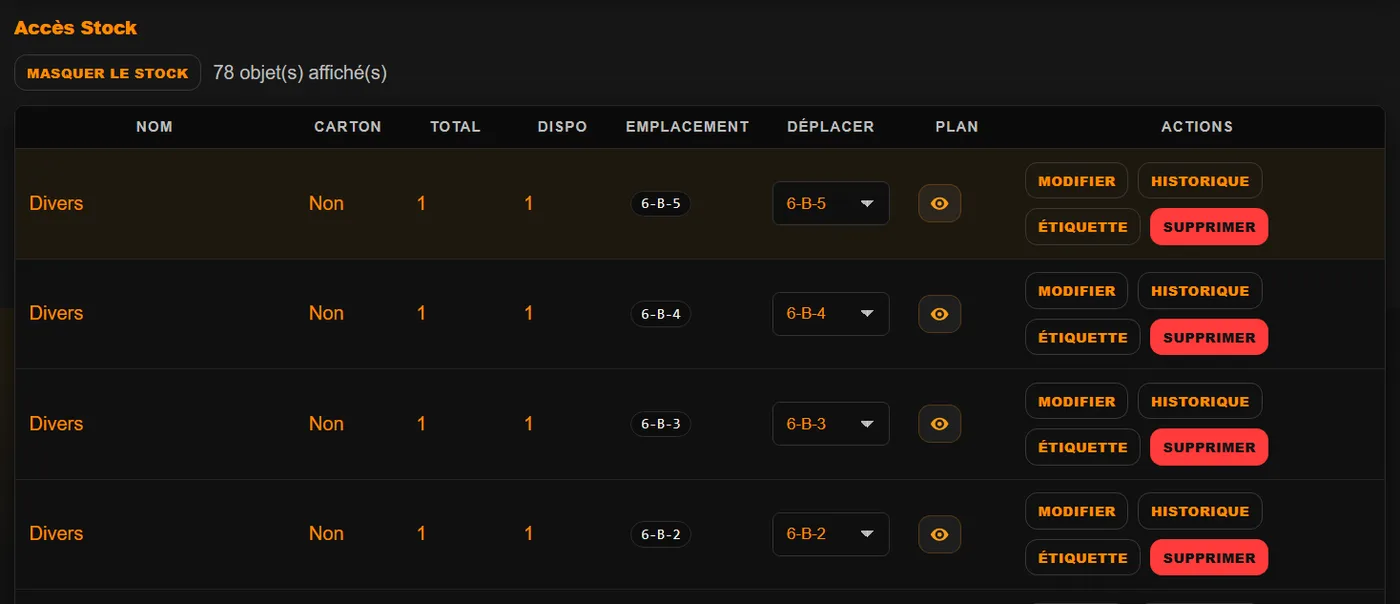 Accès Stock
MASQUER LE STOCK 78 objet(s) affiché(s)
NOM CARTON TOTAL DISPO EMPLACEMENT DÉPLACER PLAN ACTIONS
MODIFIER HISTORIQUE
Divers Non 1 1 6-B-5 6-B-5
ÉTIQUETTE SUPPRIMER
MODIFIER HISTORIQUE
Divers Non 1 1 6-B-4 6-B-4
ÉTIQUETTE SUPPRIMER
MODIFIER HISTORIQUE
Divers Non 1 1 6-B-3 6-B-3
ÉTIQUETTE SUPPRIMER
MODIFIER HISTORIQUE
Divers Non 1 1 6-B-2 6-B-2
ÉTIQUETTE SUPPRIMER